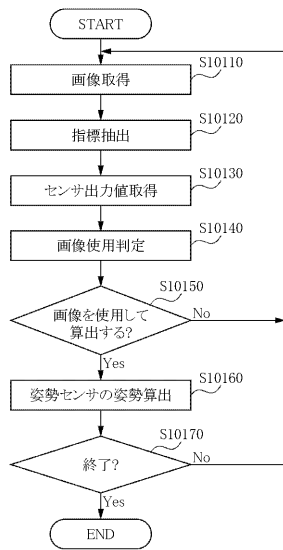 START
S10110
画像取得
S10120
指標抽出
S10130
センサ出力値取得
S10140
画像使用判定
S10150
画像を使用して
算出する?
No
Yes
S10160
姿勢センサの姿勢算出
S10170
終了?
No
Yes
END